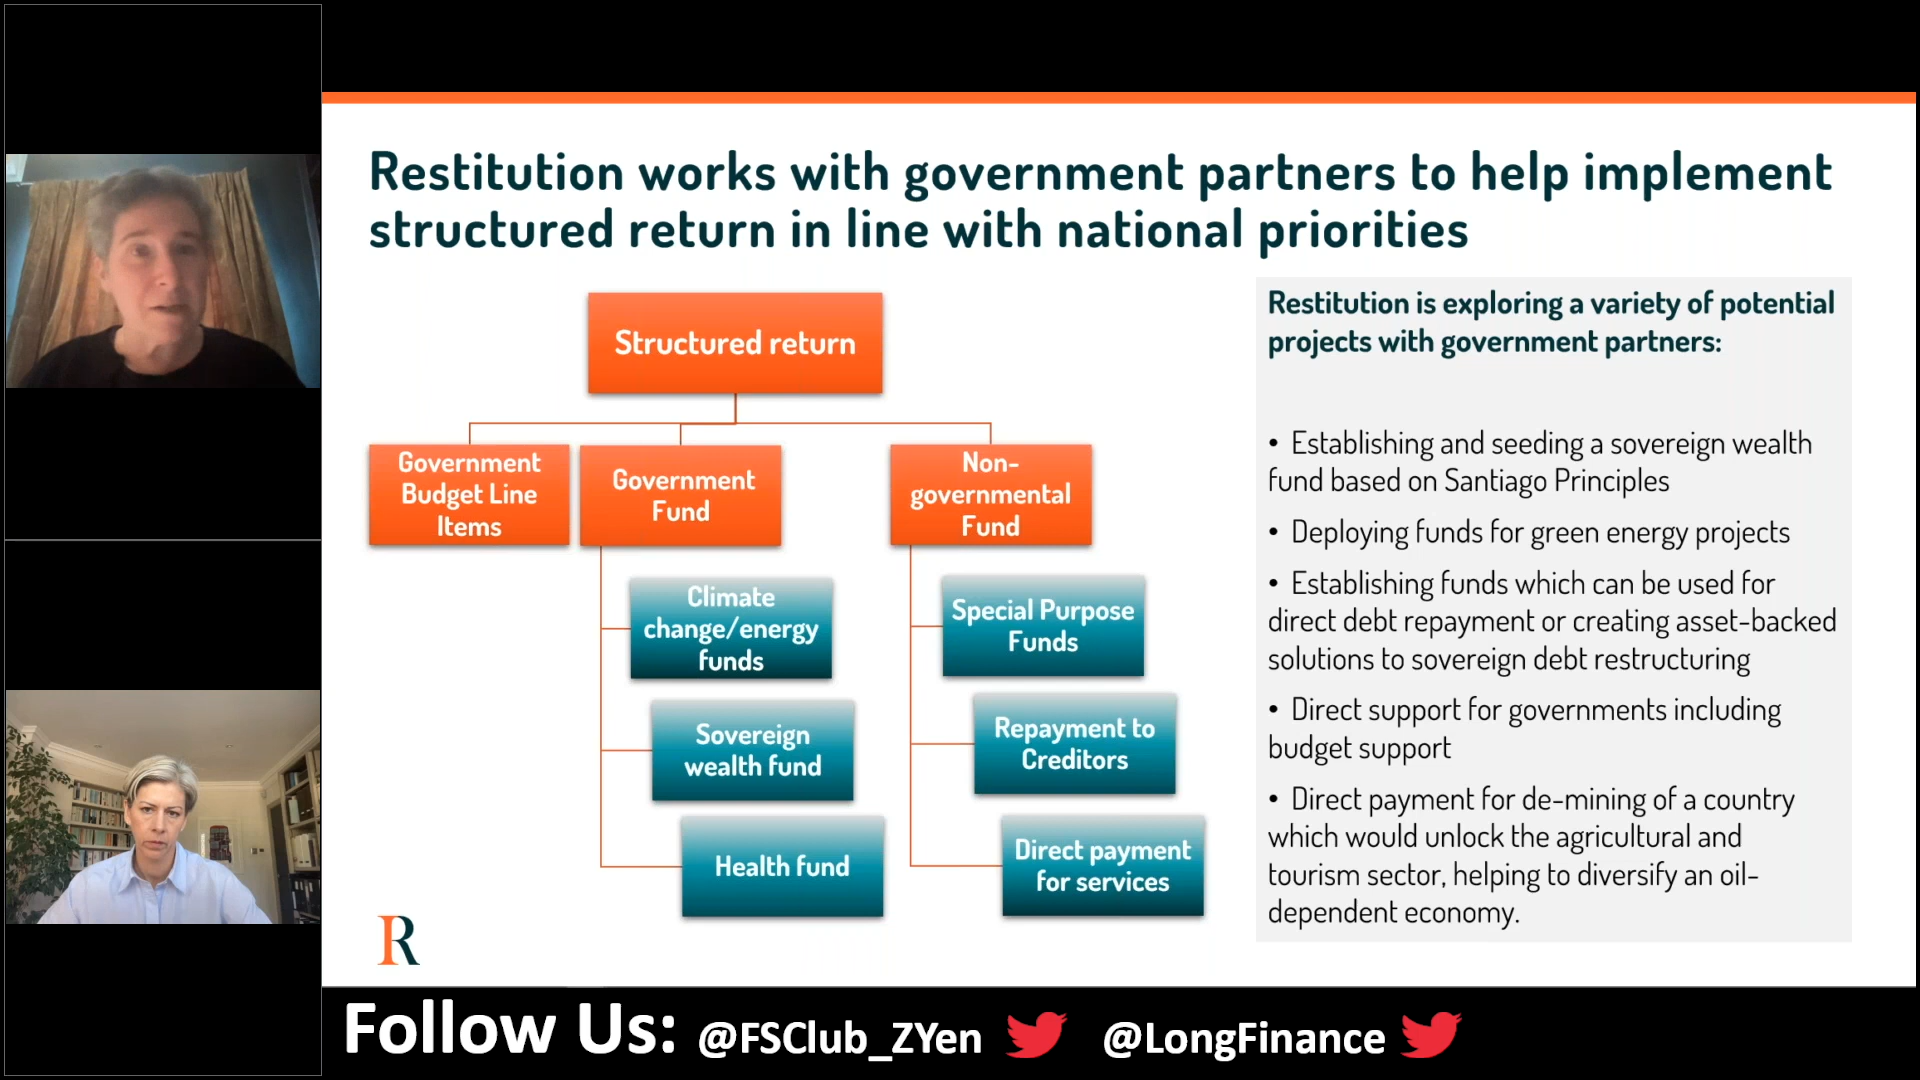 Restitution works with government partners to help implement
structured return in line with national priorities
Structured return
Government
Budget Line
Items
Government
Fund
Non-
governmental
Fund
Climate
change/energy
funds
Sovereign
wealth fund
Health fund
Special Purpose
Funds
Repayment to
Creditors
Direct payment
for services
Restitution is exploring a variety of potential
projects with government partners:
• Establishing and seeding a sovereign wealth
fund based on Santiago Principles
• Deploying funds for green energy projects
• Establishing funds which can be used for
direct debt repayment or creating asset-backed
solutions to sovereign debt restructuring
• Direct support for governments including
budget support
• Direct payment for de-mining of a country
which would unlock the agricultural and
tourism sector, helping to diversify an oil-
dependent economy.
R
Follow Us: @FSClub_ZYen @LongFinance